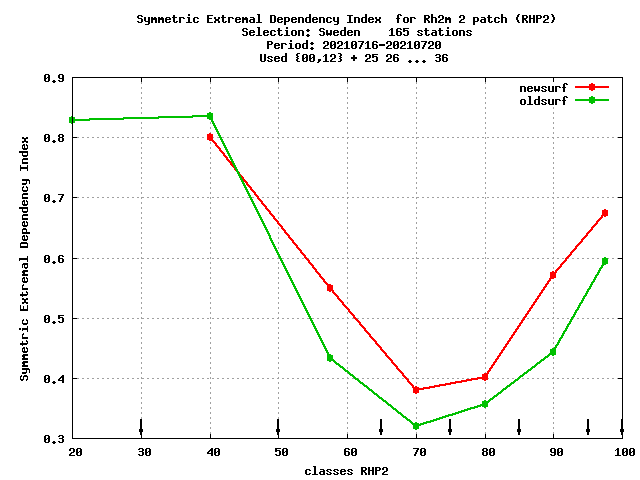 Symmetric Extremal Dependency Index  for Rh2m 2 patch (RHP2)
Selection: Sweden    165 stations
Period: 20210716-20210720
Used {00,12} + 25 26 ... 36
newsurf
oldsurf
Symmetric Extremal Dependency Index
0.9
0.8
0.7
0.6
0.5
0.4
0.3
20 30 40 50 60 70 80 90 100
classes RHP2